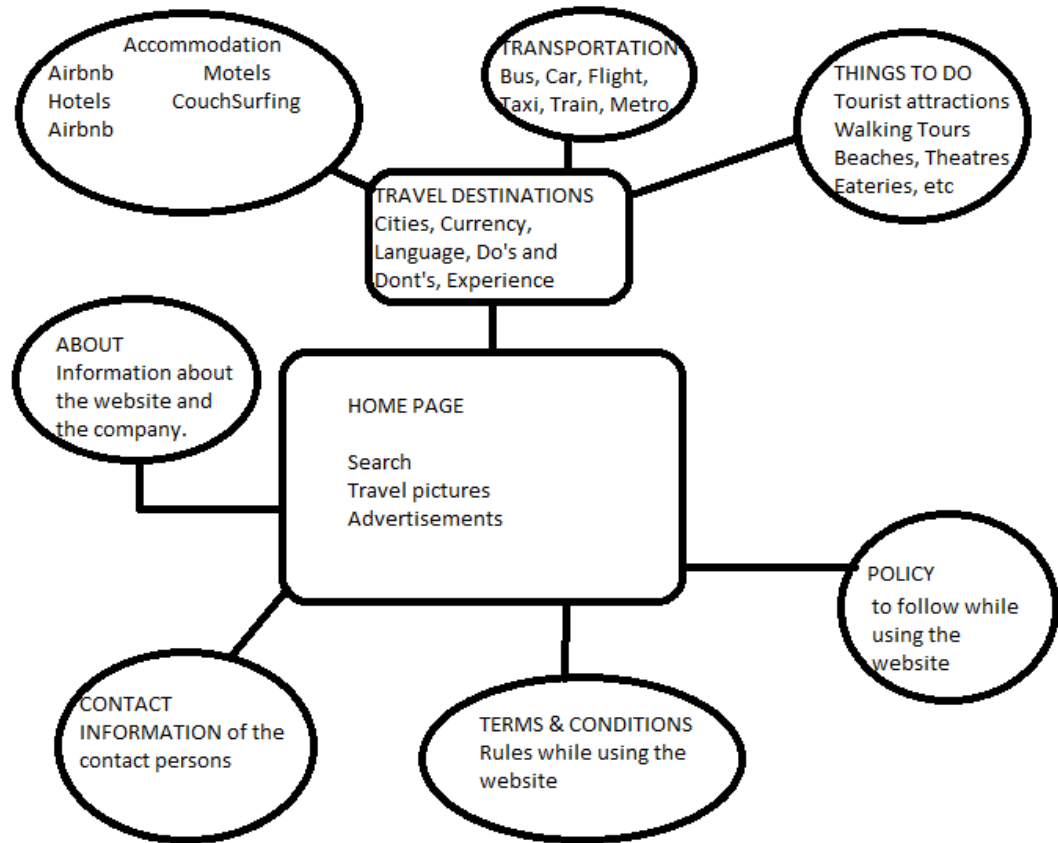 Accommodation
Airbnb Motels
Hotels CouchSurfing
Airbnb
TRANSPORTATION
Bus, Car, Flight,
Taxi, Train, Metro
THINGS TO DO
Tourist attractions
Walking Tours
Beaches, Theatres
Eateries, etc
TRAVEL DESTINATIONS
Cities, Currency,
Language, Do's and
Dont's, Experience
ABOUT
Information about
the website and
the company.
HOME PAGE
Search
Travel pictures
Advertisements
POLICY
to follow while
using the
website
CONTACT
INFORMATION of the
contact persons
TERMS & CONDITIONS
Rules while using the
website